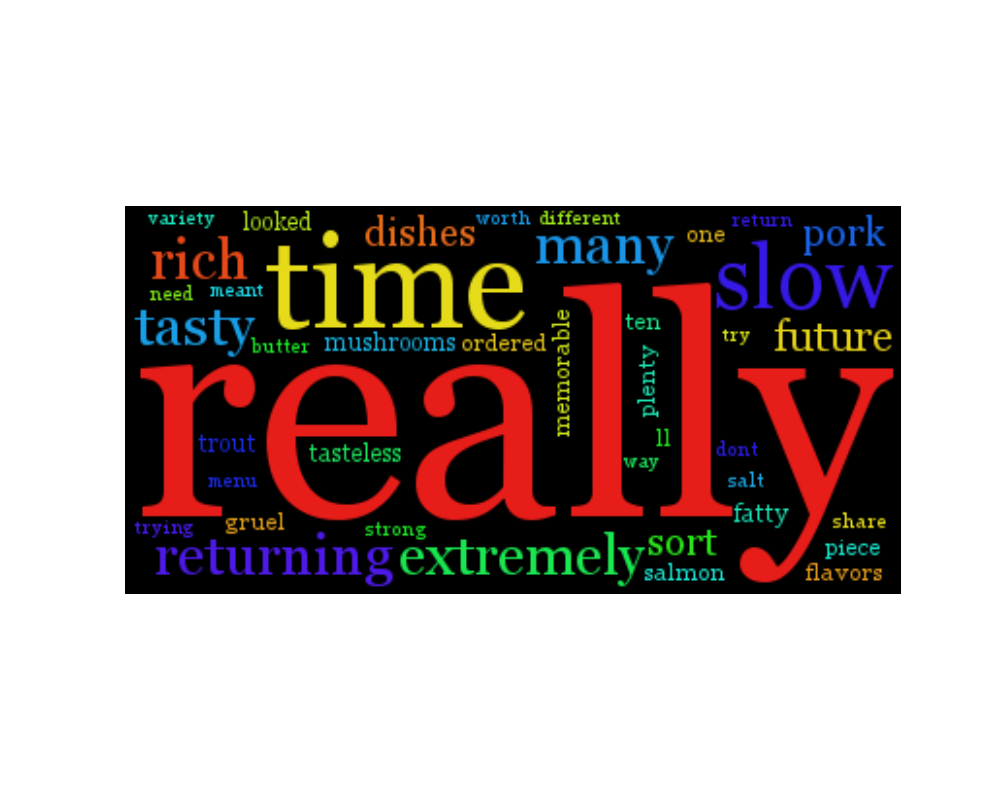 variety looked dishes worth different one return pork
rich time many slow
need meant
tasty butter mushrooms ordered memorable ten try future
really
plenty
trout tasteless ll dont
menu way salt
trying gruel strong fatty share
returning extremely sort piece
salmon flavors